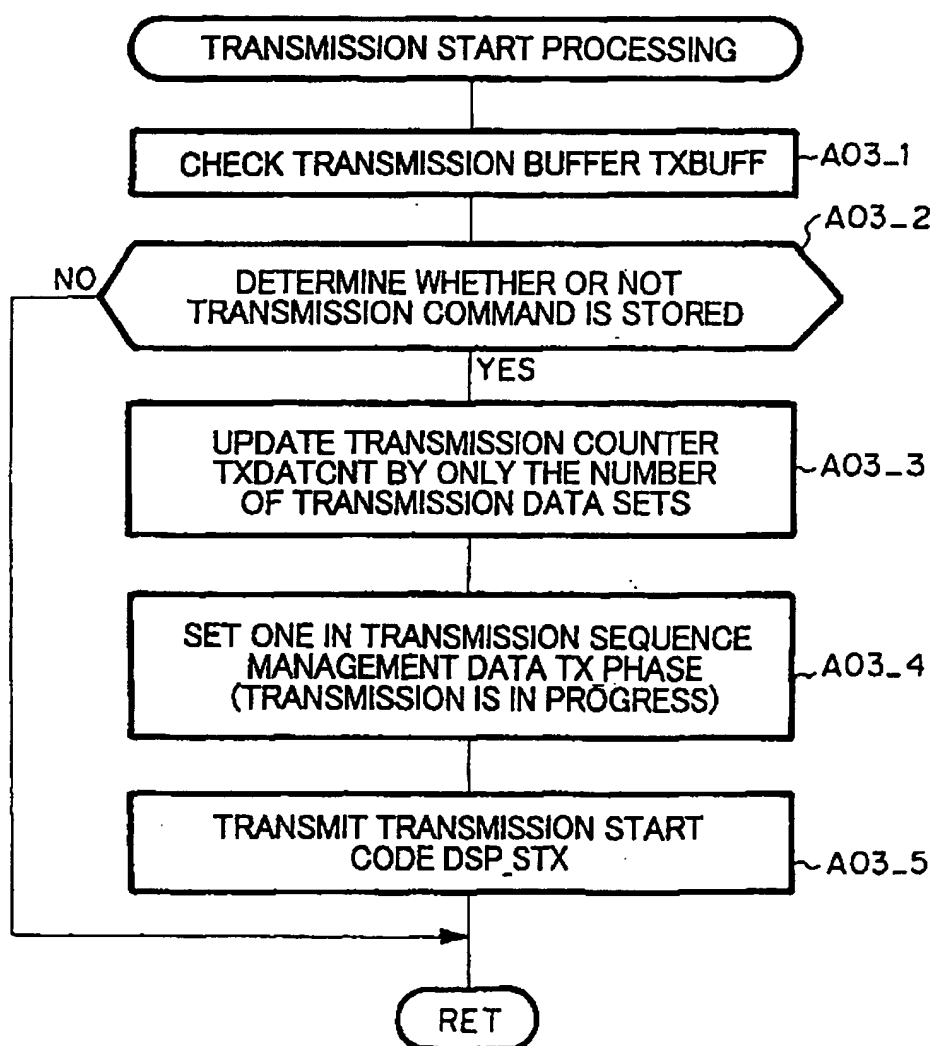 TRANSMISSION START PROCESSING
CHECK TRANSMISSION BUFFER TXBUFF
A03_1
A03_2
NO
DETERMINE WHETHER OR NOT
TRANSMISSION COMMAND IS STORED
YES
UPDATE TRANSMISSION COUNTER
TXDATCNT BY ONLY THE NUMBER
OF TRANSMISSION DATA SETS
A03_3
SET ONE IN TRANSMISSION SEQUENCE
MANAGEMENT DATA TX_PHASE
(TRANSMISSION IS IN PROGRESS)
A03_4
TRANSMIT TRANSMISSION START
CODE DSP_STX
A03_5
RET